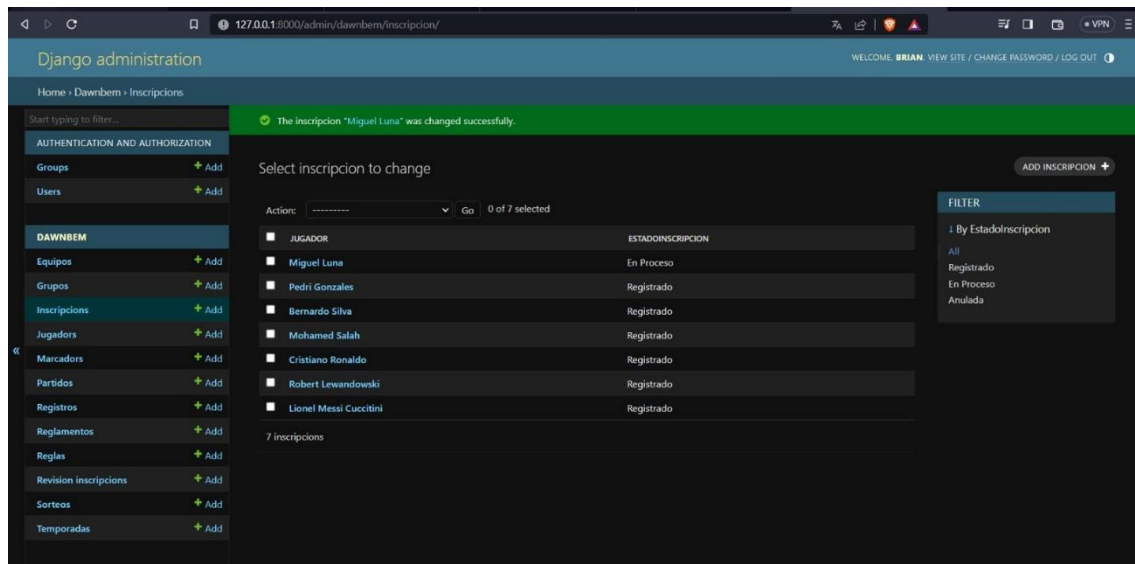 127.0.0.1:8000/admin/dawnbem/inscripcion/
VPN
Django administration
WELCOME, BRIAN. VIEW SITE / CHANGE PASSWORD / LOG OUT
Home › Dawnbem › Inscripcions
Start typing to filter...
AUTHENTICATION AND AUTHORIZATION
Groups + Add
Users + Add
DAWNBEM
Equipos + Add
Grupos + Add
Inscripcions + Add
Jugadors + Add
Marcadors + Add
Partidos + Add
Registros + Add
Reglamentos + Add
Reglas + Add
Revision inscripcions + Add
Sorteos + Add
Temporadas + Add
«
The inscripcion "Miguel Luna" was changed successfully.
Select inscripcion to change
ADD INSCRIPCION +
Action: --------- Go 0 of 7 selected
JUGADOR ESTADOINSCRIPCION
Miguel Luna En Proceso
Pedri Gonzales Registrado
Bernardo Silva Registrado
Mohamed Salah Registrado
Cristiano Ronaldo Registrado
Robert Lewandowski Registrado
Lionel Messi Cuccitini Registrado
7 inscripcions
FILTER
↓ By EstadoInscripcion
All
Registrado
En Proceso
Anulada